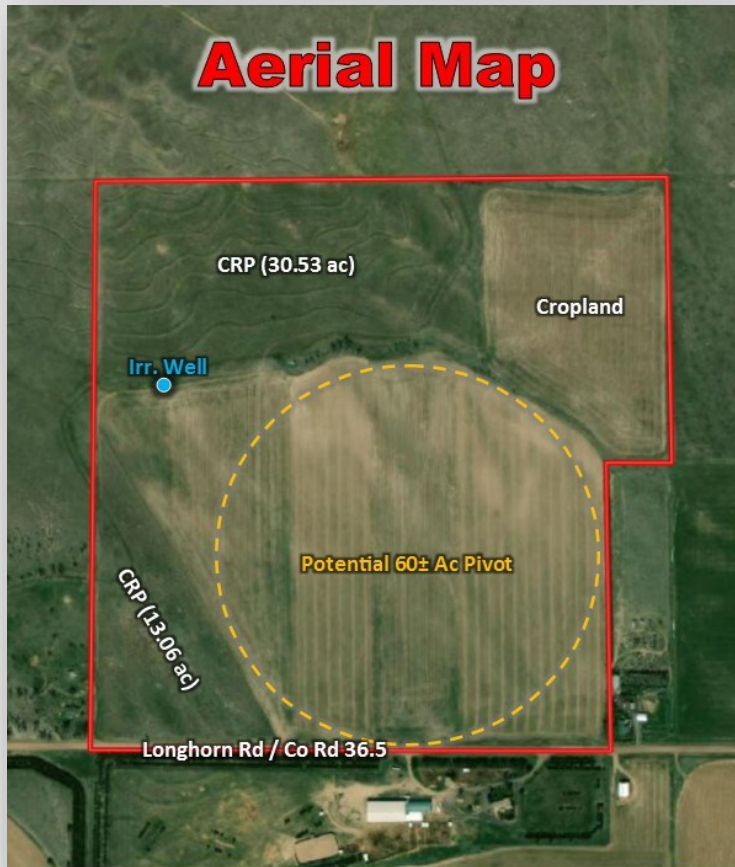 Aerial Map
CRP (30.53 ac)
Cropland
Irr. Well
Potential 60± Ac Pivot
CRP (13.06 ac)
Longhorn Rd / Co Rd 36.5